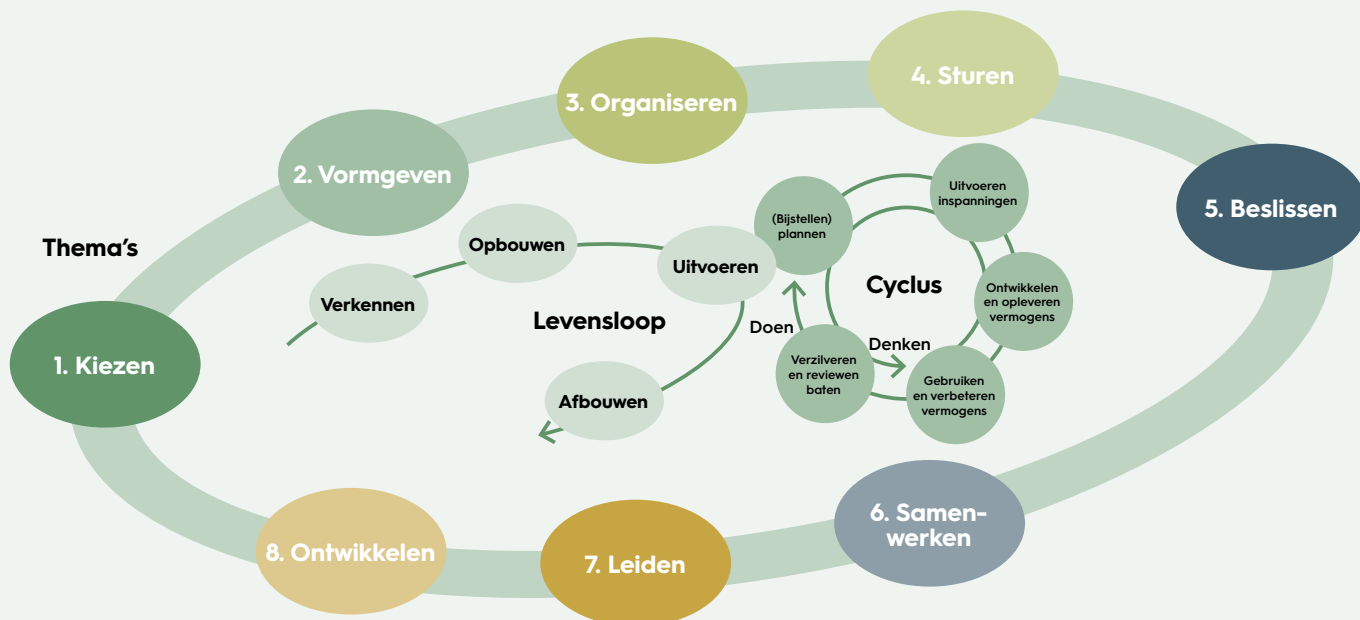 Thema's
1. Kiezen
2. Vormgeven
3. Organiseren
4. Sturen
5. Beslissen
6. Samen-
werken
7. Leiden
8. Ontwikkelen
Levensloop
Verkennen
Opbouwen
Uitvoeren
Afbouwen
Cyclus
Doen
Denken
(Bijstellen)
plannen
Uitvoeren
inspanningen
Ontwikkelen
en opleveren
vermogens
Gebruiken
en verbeteren
vermogens
Verzilveren
en reviewen
baten